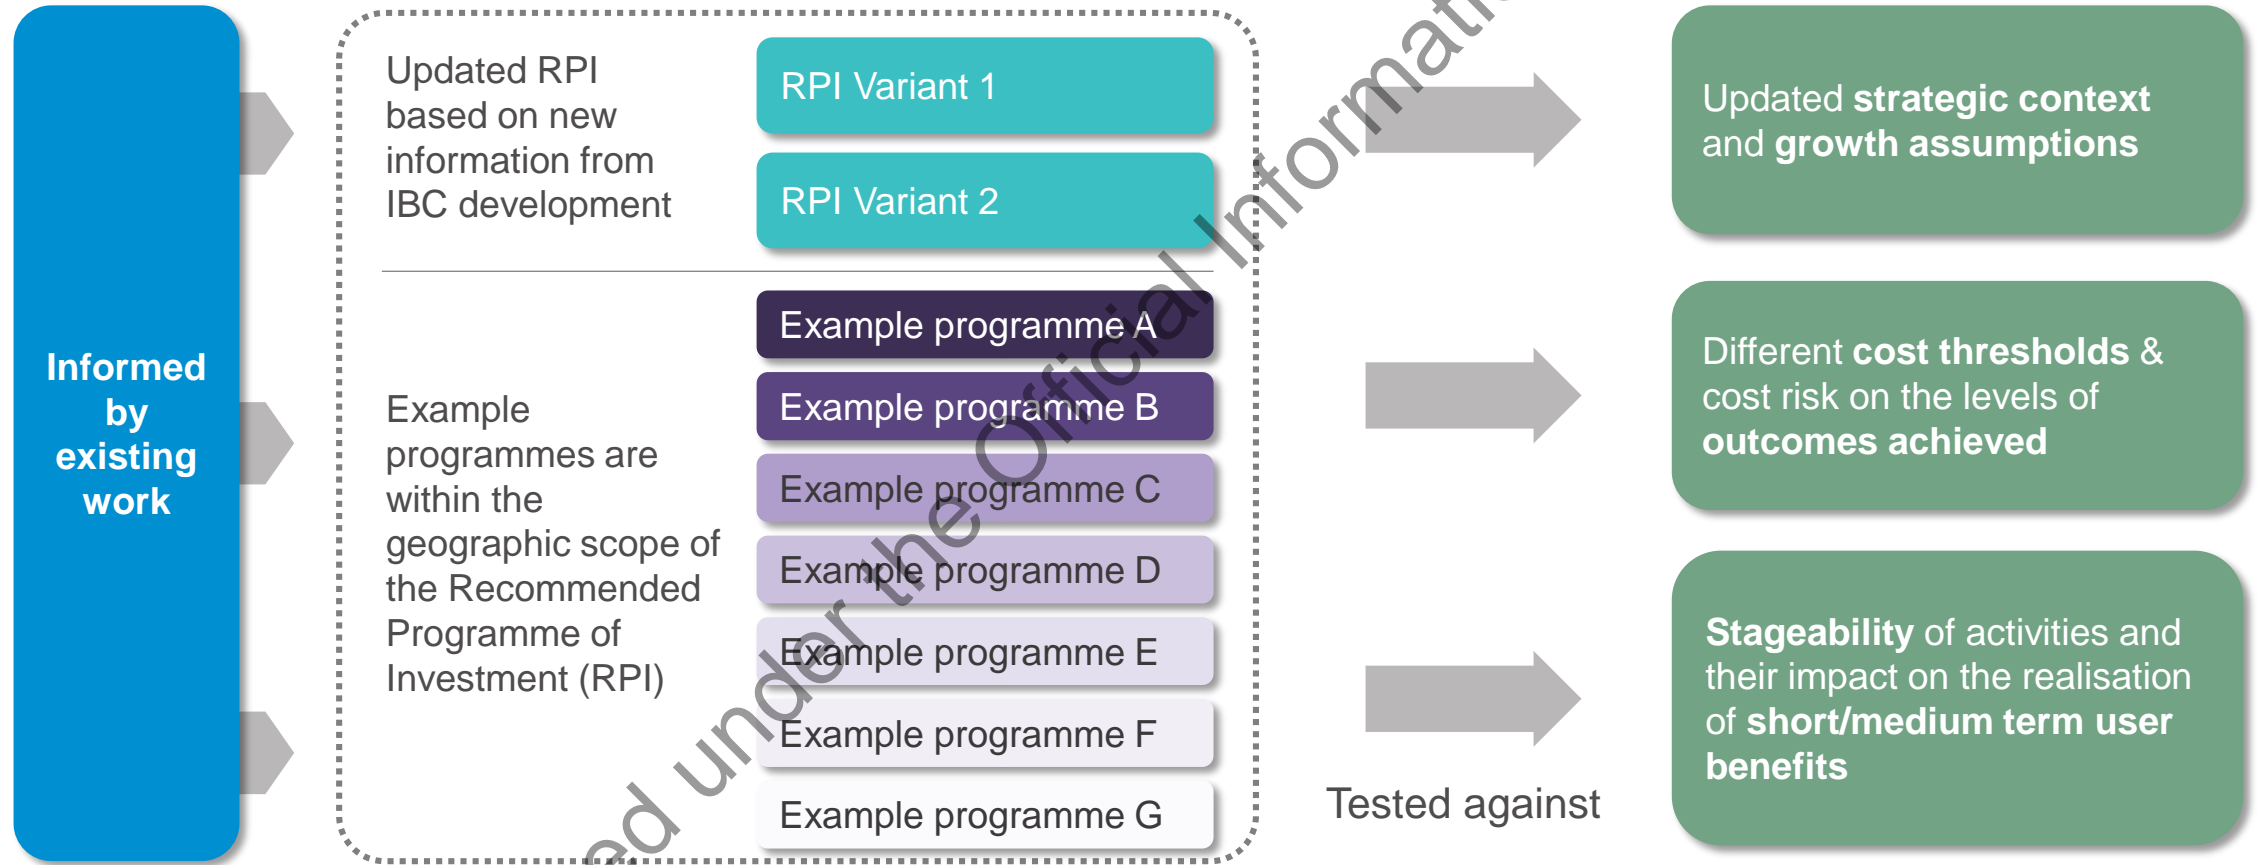 Informed
by
existing
work
Updated RPI
based on new
information from
IBC development
RPI Variant 1
RPI Variant 2
Example
programmes are
within the
geographic scope of
the Recommended
Programme of
Investment (RPI)
Example programme A
Example programme B
Example programme C
Example programme D
Example programme E
Example programme F
Example programme G
Tested against
Updated strategic context
and growth assumptions
Different cost thresholds &
cost risk on the levels of
outcomes achieved
Stageability of activities and
their impact on the realisation
of short/medium term user
benefits
under the Official